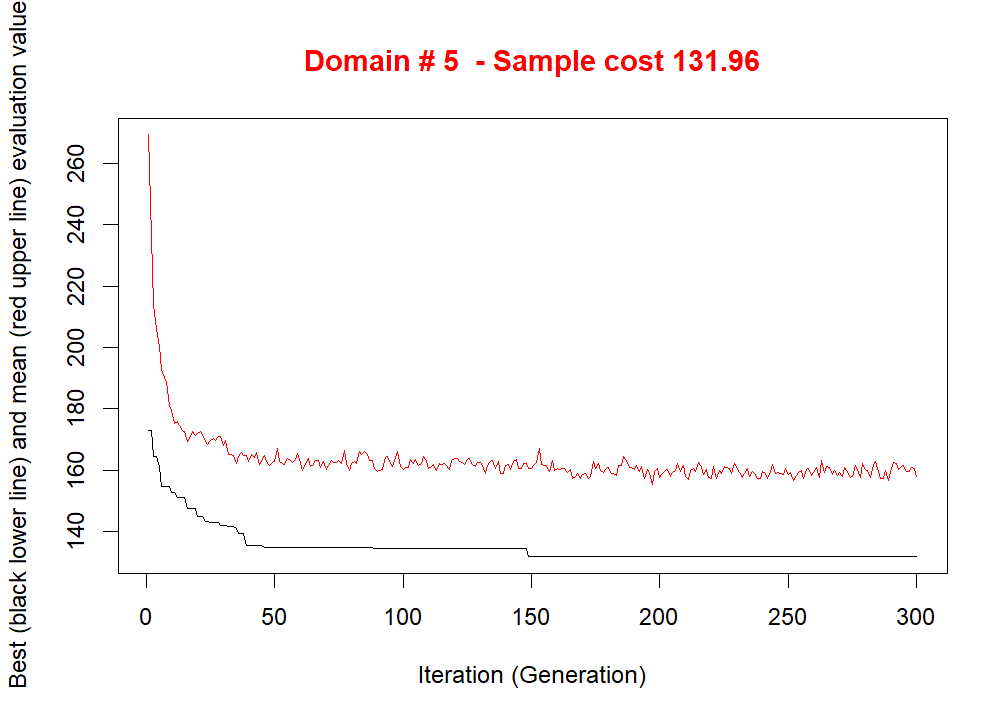 Domain # 5  - Sample cost 131.96
Best (black lower line) and mean (red upper line) evaluation value
260
240
220
200
180
160
140
0 50 100 150 200 250 300
Iteration (Generation)